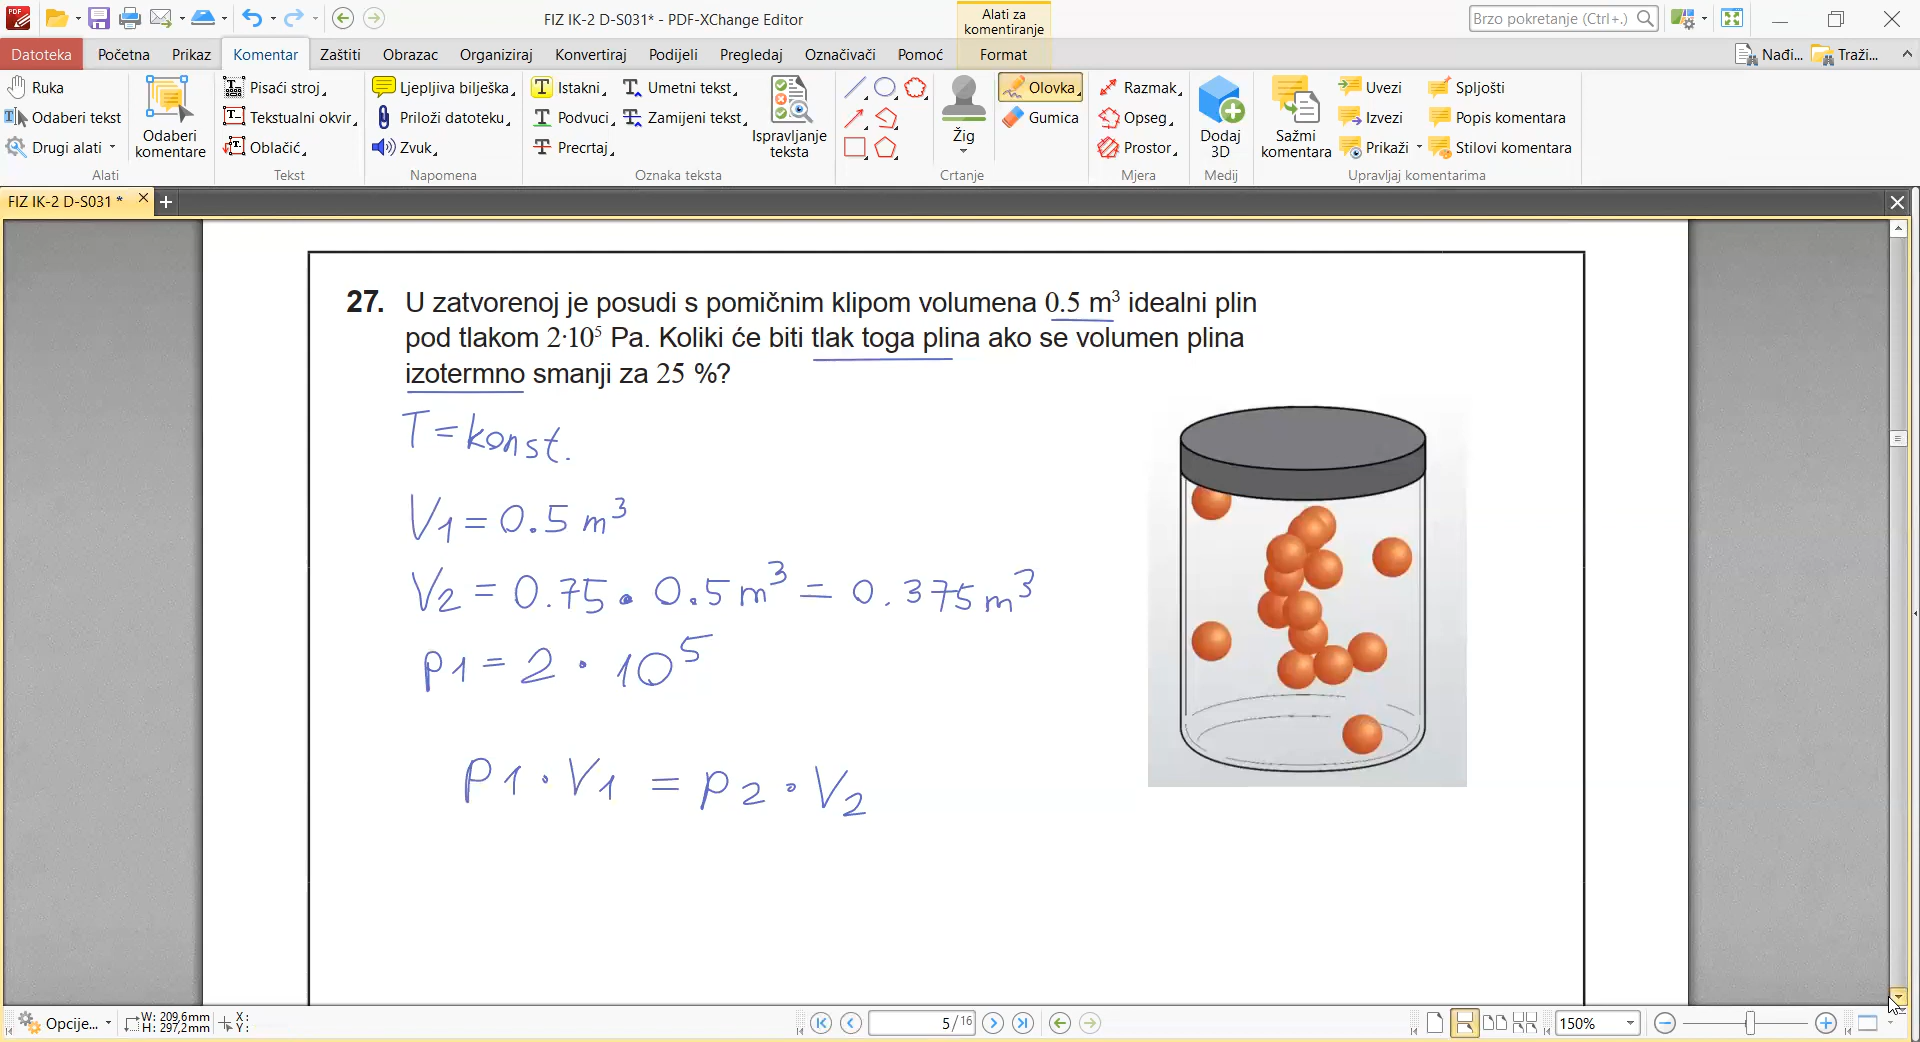 FIZ IK-2 D-S031* - PDF-XChange Editor
Alati za
komentiranje
Brzo pokretanje (Ctrl+.)
Datoteka Početna Prikaz Komentar Zaštiti Obrazac Organiziraj Konvertiraj Podijeli Pregledaj Označivači Pomoć Format Nađi... Traži...
Ruka
Odaberi tekst
Drugi alati
Odaberi
komentare
Alati
Pisaći stroj
Tekstualni okvir
Oblačić
Tekst
Ljepljiva bilješka
Priloži datoteku
Zvuk
Napomena
Istakni
Podvuci
Precrtaj
Umetni tekst
Zamijeni tekst
Ispravljanje
teksta
Oznaka teksta
Žig
Olovka
Gumica
Crtanje
Razmak
Opseg
Prostor
Mjera
Dodaj
3D
Medij
Sažmi
komentara
Uvezi
Izvezi
Prikaži
Spljošti
Popis komentara
Stilovi komentara
Upravljaj komentarima
FIZ IK-2 D-S031 *
27. U zatvorenoj je posudi s pomičnim klipom volumena 0.5 m³ idealni plin
pod tlakom 2·10⁵ Pa. Koliki će biti tlak toga plina ako se volumen plina
izotermno smanji za 25 %?
T = konst.
V1 = 0.5 m³
V2 = 0.75 · 0.5 m³ = 0.375 m³
p1 = 2 · 10⁵
p1 · V1 = p2 · V2
Opcije...
W: 209,6mm
H: 297,2mm
X:
Y:
5 / 16
150%